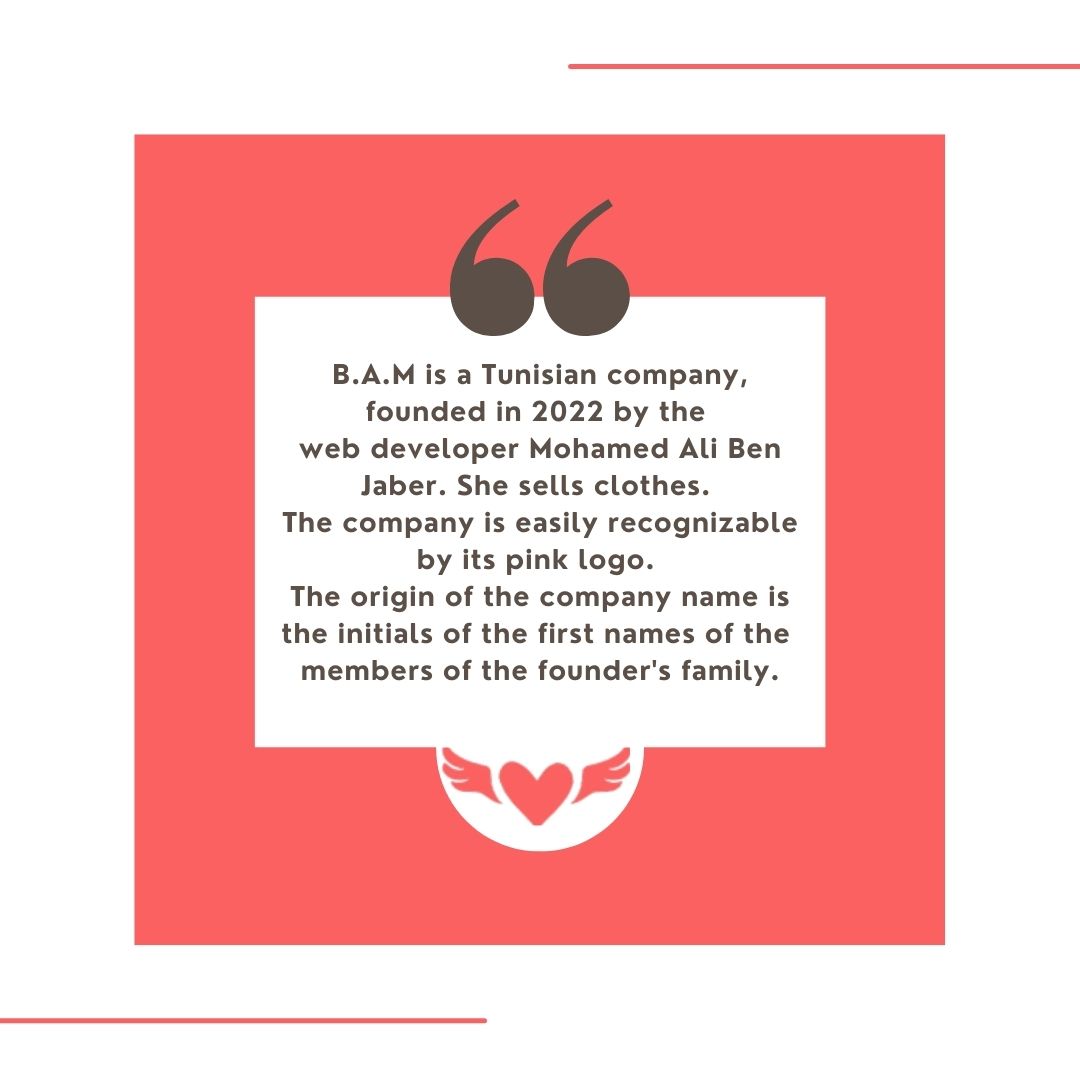 B.A.M is a Tunisian company,
founded in 2022 by the
web developer Mohamed Ali Ben
Jaber. She sells clothes.
The company is easily recognizable
by its pink logo.
The origin of the company name is
the initials of the first names of the
members of the founder's family.